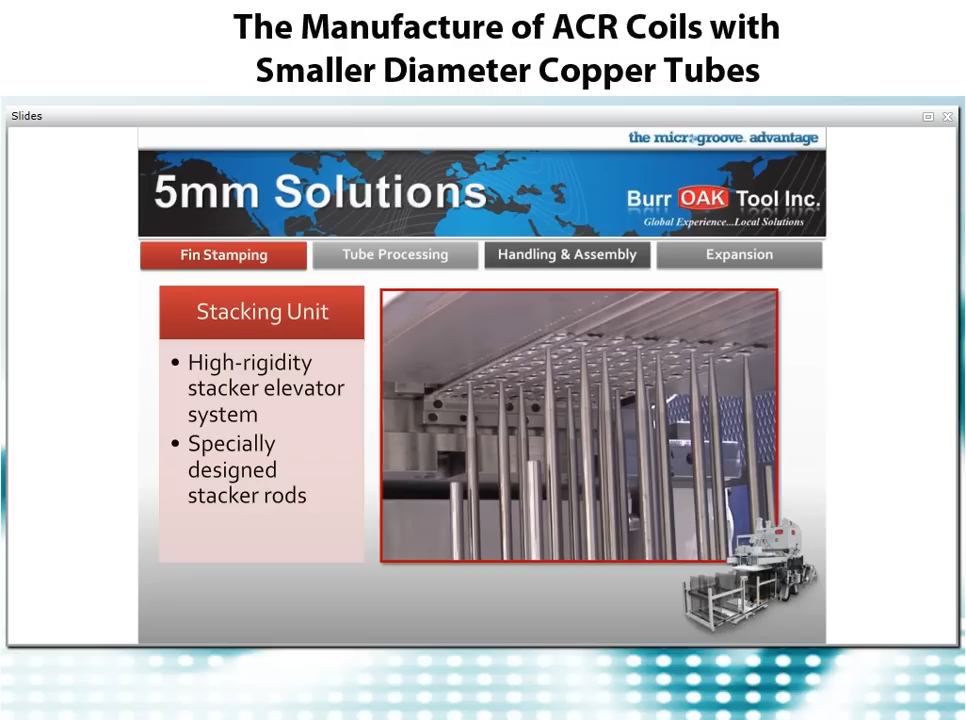 The Manufacture of ACR Coils with
Smaller Diameter Copper Tubes
Slides
the microgroove™ advantage
5mm Solutions
Burr OAK Tool Inc.
Global Experience...Local Solutions
Fin Stamping
Tube Processing
Handling & Assembly
Expansion
Stacking Unit
• High-rigidity
stacker elevator
system
• Specially
designed
stacker rods